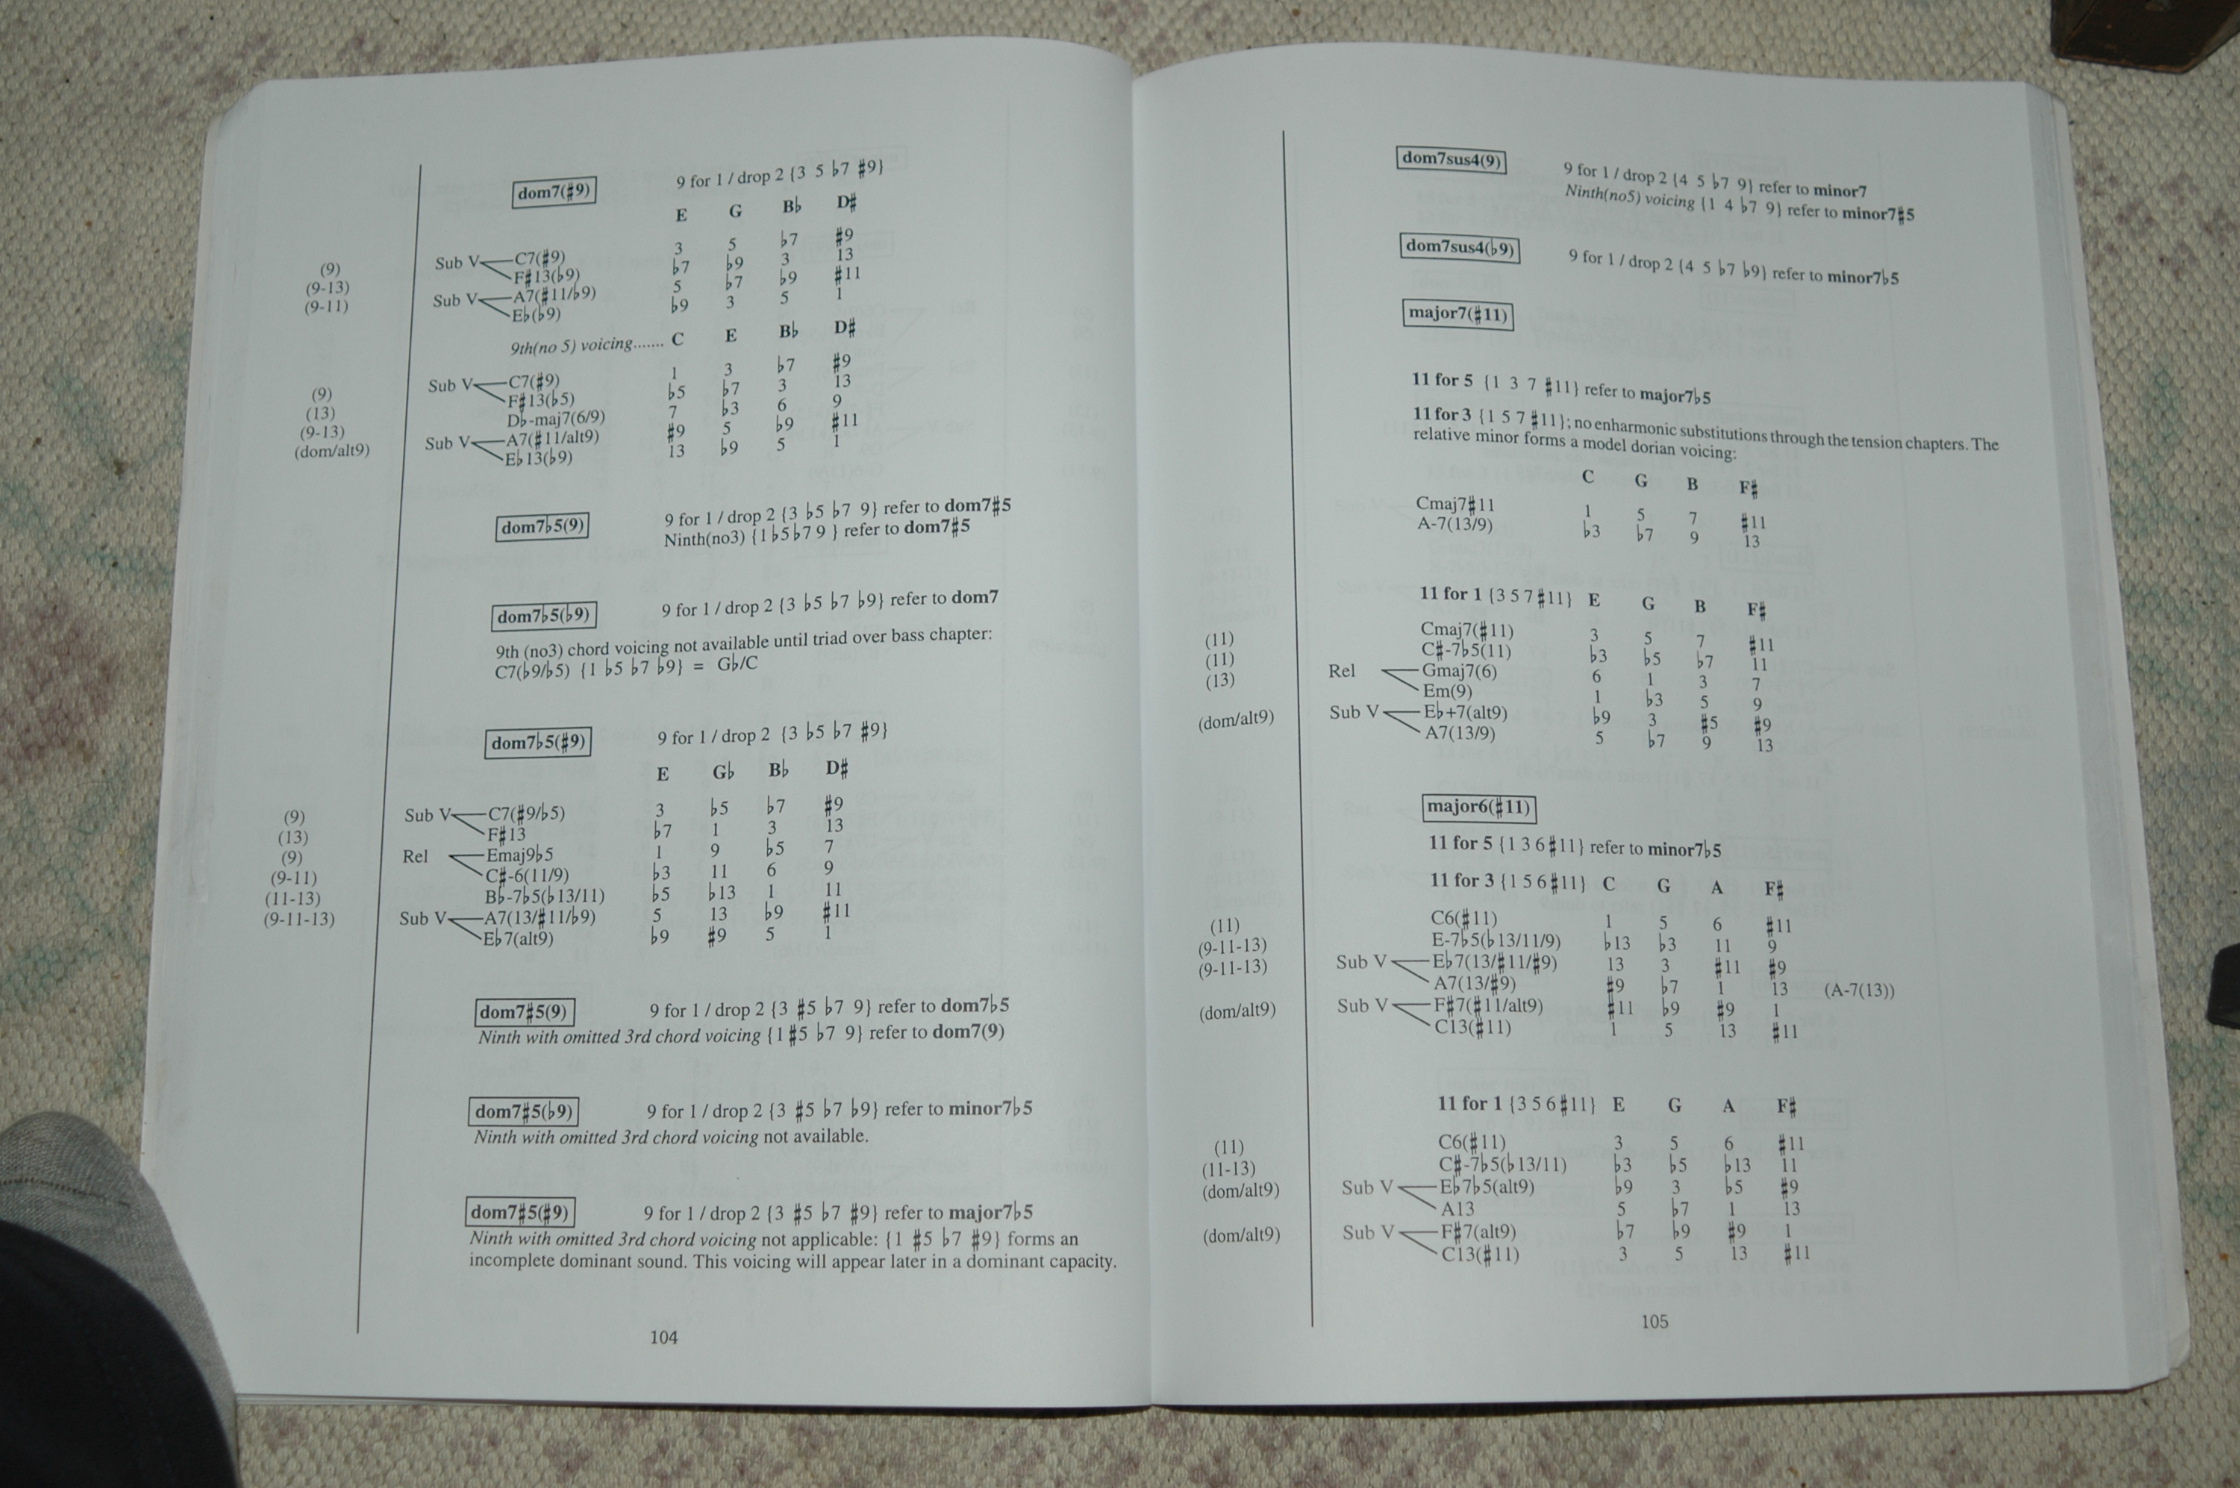 dom7(♯9) 9 for 1 / drop 2 {3 5 ♭7 ♯9}
E G B♭ D♯
(9) Sub V C7(♯9) 3 5 ♭7 ♯9
(9-13) F♯13(♭9) ♭7 ♭9 3 13
(9-11) Sub V A7(♯11/♭9) 5 ♭7 ♭9 ♯11
E♭(♭9) ♭9 3 5 1
9th(no 5) voicing....... C E B♭ D♯
(9) Sub V C7(♯9) 1 3 ♭7 ♯9
(13) F♯13(♭5) ♭5 ♭7 3 13
(9-13) D♭-maj7(6/9) 7 ♭3 6 9
(dom/alt9) Sub V A7(♯11/alt9) ♯9 5 ♭9 ♯11
E♭13(♭9) 13 ♭9 5 1
dom7♭5(9) 9 for 1 / drop 2 {3 ♭5 ♭7 9} refer to dom7♯5
Ninth(no3) {1 ♭5 ♭7 9 } refer to dom7♯5
dom7♭5(♭9) 9 for 1 / drop 2 {3 ♭5 ♭7 ♭9} refer to dom7
9th (no3) chord voicing not available until triad over bass chapter:
C7(♭9/♭5) {1 ♭5 ♭7 ♭9} = G♭/C
dom7♭5(♯9) 9 for 1 / drop 2 {3 ♭5 ♭7 ♯9}
E G♭ B♭ D♯
(9) Sub V C7(♯9/♭5) 3 ♭5 ♭7 ♯9
(13) F♯13 ♭7 1 3 13
(9) Rel Emaj9♭5 1 9 ♭5 7
(9-11) C♯-6(11/9) ♭3 11 6 9
(11-13) B♭-7♭5(♭13/11) ♭5 ♭13 1 11
(9-11-13) Sub V A7(13/♯11/♭9) 5 13 ♭9 ♯11
E♭7(alt9) ♭9 ♯9 5 1
dom7♯5(9) 9 for 1 / drop 2 {3 ♯5 ♭7 9} refer to dom7♭5
Ninth with omitted 3rd chord voicing {1 ♯5 ♭7 9} refer to dom7(9)
dom7♯5(♭9) 9 for 1 / drop 2 {3 ♯5 ♭7 ♭9} refer to minor7♭5
Ninth with omitted 3rd chord voicing not available.
dom7♯5(♯9) 9 for 1 / drop 2 {3 ♯5 ♭7 ♯9} refer to major7♭5
Ninth with omitted 3rd chord voicing not applicable: {1 ♯5 ♭7 ♯9} forms an
incomplete dominant sound. This voicing will appear later in a dominant capacity.
104
dom7sus4(9) 9 for 1 / drop 2 {4 5 ♭7 9} refer to minor7
Ninth(no5) voicing {1 4 ♭7 9} refer to minor7♯5
dom7sus4(♭9) 9 for 1 / drop 2 {4 5 ♭7 ♭9} refer to minor7♭5
major7(♯11)
11 for 5 {1 3 7 ♯11} refer to major7♭5
11 for 3 {1 5 7 ♯11}; no enharmonic substitutions through the tension chapters. The
relative minor forms a model dorian voicing:
C G B F♯
Cmaj7♯11 1 5 7 ♯11
A-7(13/9) ♭3 ♭7 9 13
11 for 1 {3 5 7 ♯11} E G B F♯
(11) Cmaj7(♯11) 3 5 7 ♯11
(11) C♯-7♭5(11) ♭3 ♭5 ♭7 11
(13) Rel Gmaj7(6) 6 1 3 7
Em(9) 1 ♭3 5 9
(dom/alt9) Sub V E♭+7(alt9) ♭9 3 ♯5 ♯9
A7(13/9) 5 ♭7 9 13
major6(♯11)
11 for 5 {1 3 6 ♯11} refer to minor7♭5
11 for 3 {1 5 6 ♯11} C G A F♯
(11) C6(♯11) 1 5 6 ♯11
(9-11-13) E-7♭5(♭13/11/9) ♭13 ♭3 11 9
(9-11-13) Sub V E♭7(13/♯11/♯9) 13 3 ♯11 ♯9
A7(13/♯9) ♯9 ♭7 1 13 (A-7(13))
(dom/alt9) Sub V F♯7(♯11/alt9) ♯11 ♭9 ♯9 1
C13(♯11) 1 5 13 ♯11
11 for 1 {3 5 6 ♯11} E G A F♯
(11) C6(♯11) 3 5 6 ♯11
(11-13) C♯-7♭5(♭13/11) ♭3 ♭5 ♭13 11
(dom/alt9) Sub V E♭7♭5(alt9) ♭9 3 ♭5 ♯9
A13 5 ♭7 1 13
(dom/alt9) Sub V F♯7(alt9) ♭7 ♭9 ♯9 1
C13(♯11) 3 5 13 ♯11
105